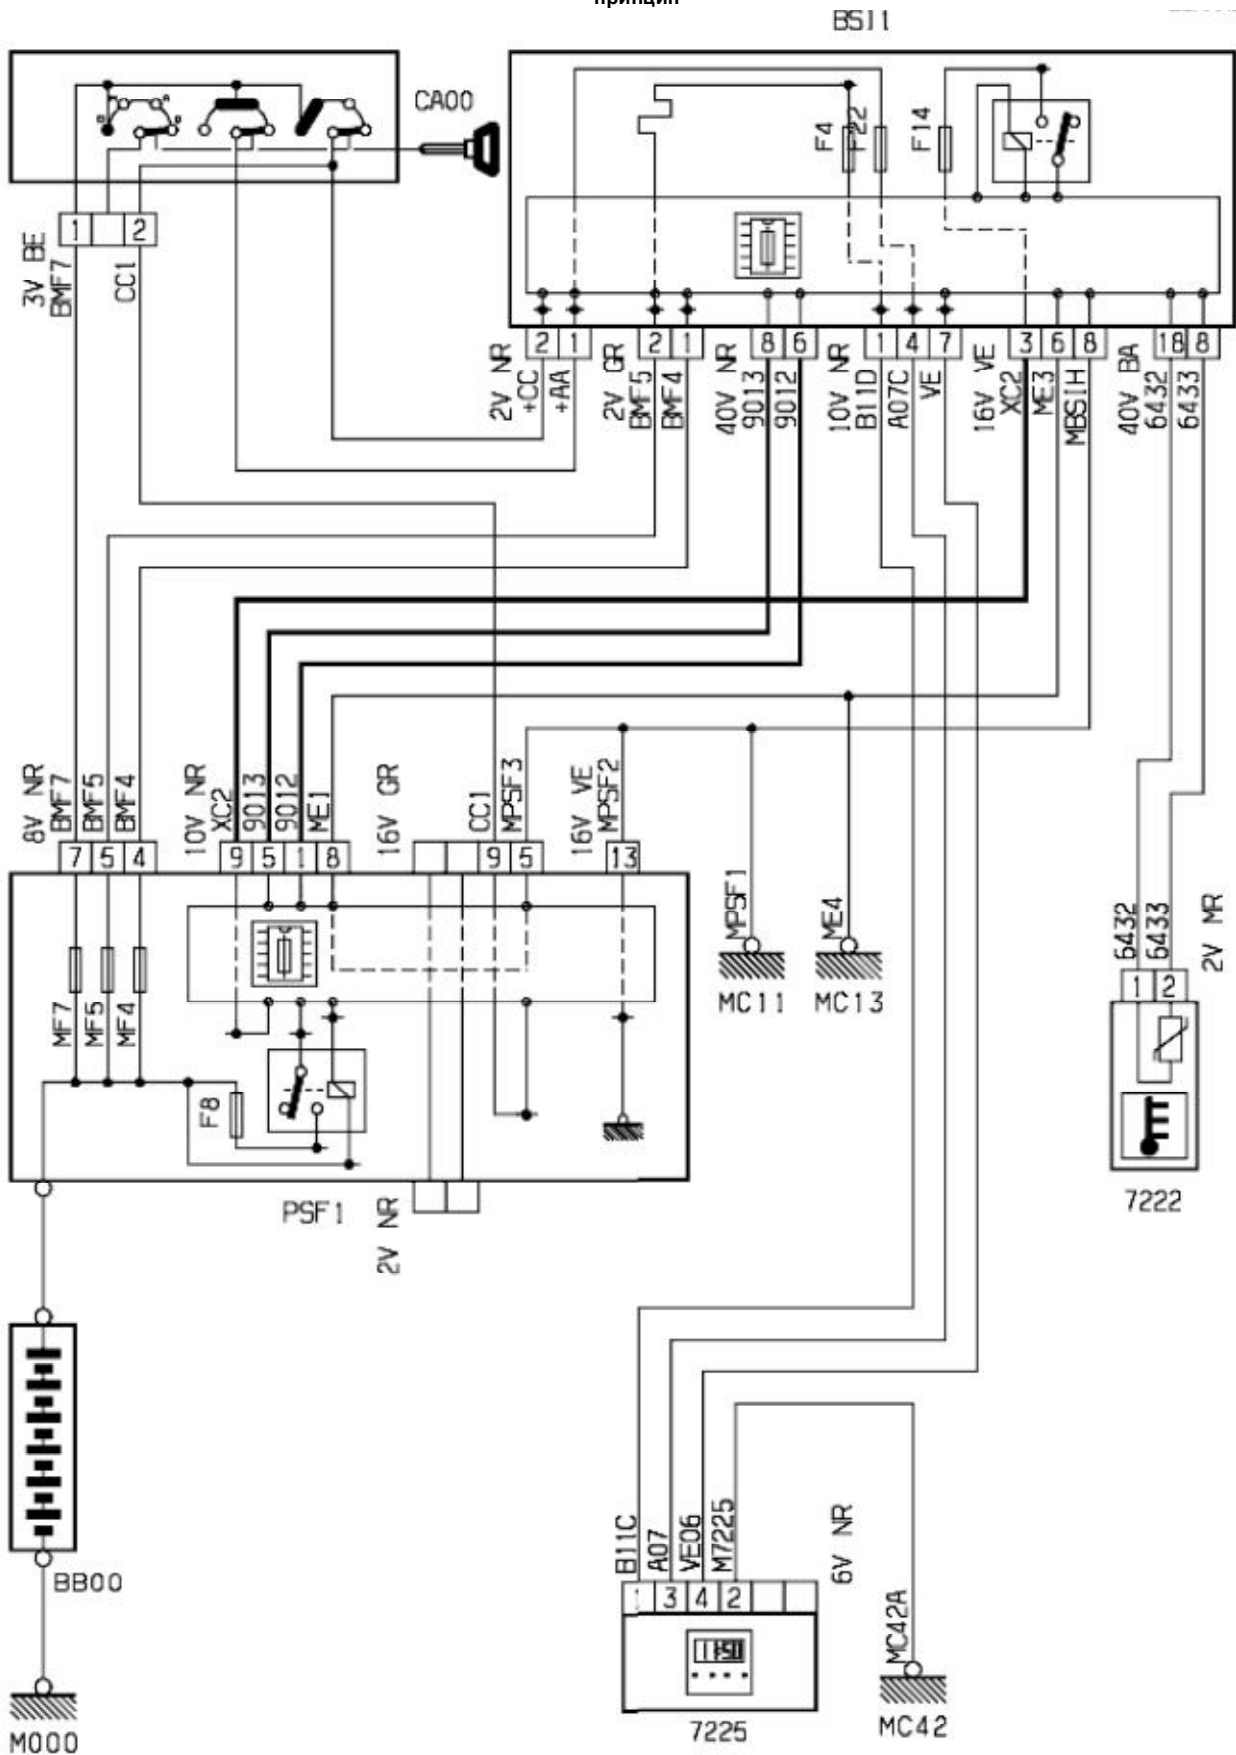 принцип
BSI1
CA00
F4
F22
F14
1
2
3V BE
BMF7
CC1
2
1
2
1
8
6
1
4
7
3
6
8
18
8
2V NR
+CC
+AA
2V GR
BMF5
BMF4
40V NR
9013
9012
10V NR
B11D
A07C
VE
16V VE
XC2
ME3
MBSIH
40V BA
6432
6433
8V NR
BMF7
BMF5
BMF4
10V NR
XC2
9013
9012
ME1
16V GR
CC1
MPSF3
16V VE
MPSF2
7
5
4
9
5
1
8
9
5
13
MPSF1
ME4
MC11
MC13
6432
6433
2V MR
1
2
7222
MF7
MF5
MF4
F8
PSF1
2V NR
BB00
M000
B11C
A07
VE06
M7225
6V NR
1
3
4
2
11:50
7225
MC42A
MC42